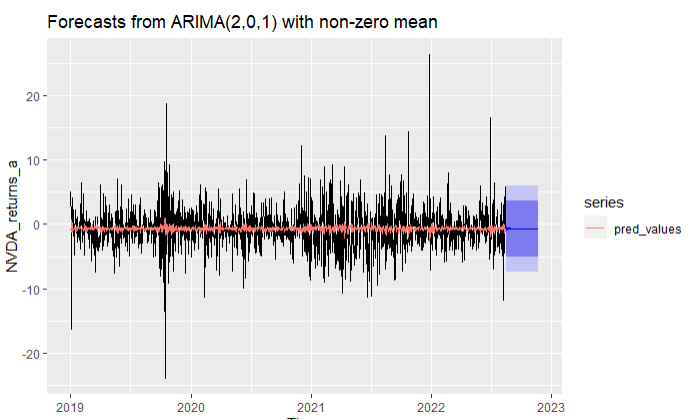 Forecasts from ARIMA(2,0,1) with non-zero mean
NVDA_returns_a
20
10
0
-10
-20
2019
2020
2021
2022
2023
series
pred_values